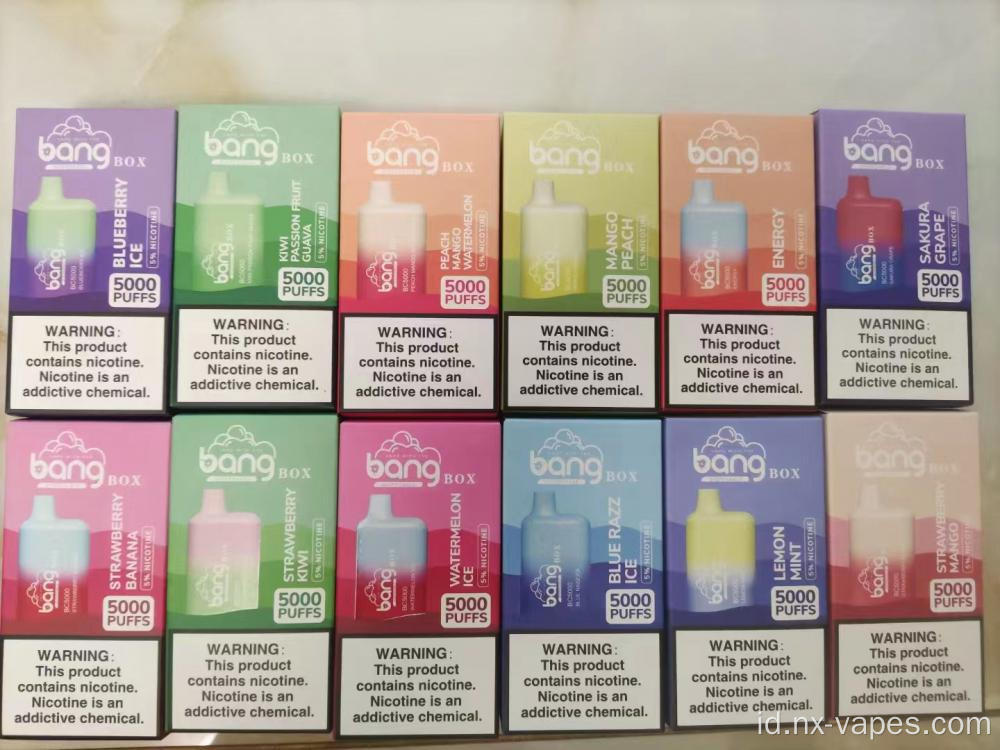 bang BOX
BLUEBERRY
ICE
5% NICOTINE
BC5000
5000
PUFFS
WARNING:
This product
contains nicotine.
Nicotine is an
addictive chemical.
bang BOX
KIWI
PASSION FRUIT
GUAVA
5% NICOTINE
5000
PUFFS
WARNING:
This product
contains nicotine.
Nicotine is an
addictive chemical.
bang BOX
PEACH
MANGO
WATERMELON
5% NICOTINE
BC5000
5000
PUFFS
WARNING:
This product
contains nicotine.
Nicotine is an
addictive chemical.
bang BOX
MANGO
PEACH
5% NICOTINE
5000
PUFFS
WARNING:
This product
contains nicotine.
Nicotine is an
addictive chemical.
bang BOX
ENERGY
5% NICOTINE
BC5000
5000
PUFFS
WARNING:
This product
contains nicotine.
Nicotine is an
addictive chemical.
bang BOX
SAKURA
GRAPE
5% NICOTINE
BC5000
5000
PUFFS
WARNING:
This product
contains nicotine.
Nicotine is an
addictive chemical.
bang BOX
STRAWBERRY
BANANA
5% NICOTINE
BC5000
5000
PUFFS
WARNING:
This product
contains nicotine.
Nicotine is an
addictive chemical.
bang BOX
STRAWBERRY
KIWI
5% NICOTINE
5000
PUFFS
WARNING:
This product
contains nicotine.
Nicotine is an
addictive chemical.
bang BOX
WATERMELON
ICE
5% NICOTINE
BC5000
5000
PUFFS
WARNING:
This product
contains nicotine.
Nicotine is an
addictive chemical.
bang BOX
BLUE RAZZ
ICE
5% NICOTINE
BC5000
5000
PUFFS
WARNING:
This product
contains nicotine.
Nicotine is an
addictive chemical.
bang BOX
LEMON
MINT
5% NICOTINE
BC5000
5000
PUFFS
WARNING:
This product
contains nicotine.
Nicotine is an
addictive chemical.
bang BOX
STRAWBERRY
MANGO
5% NICOTINE
BC5000
5000
PUFFS
WARNING:
This product
contains nicotine.
Nicotine is an
addictive chemical.
id.nx-vapes.com